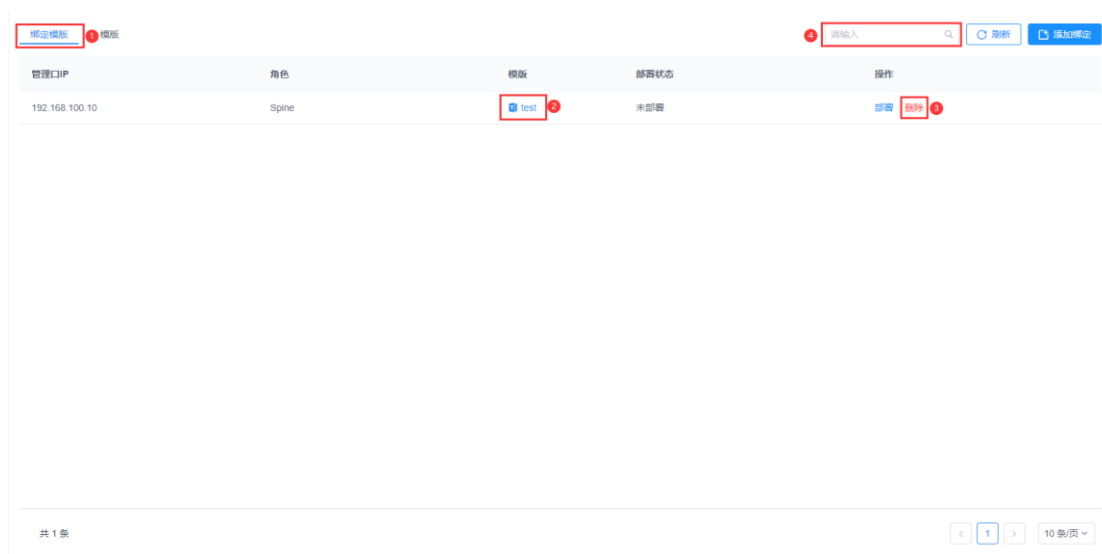 绑定模版 1 模版 4 请输入 刷新 添加绑定
管理口IP 角色 模版 部署状态 操作
192.168.100.10 Spine test 2 未部署 部署 删除 3
共 1 条 1 10 条/页